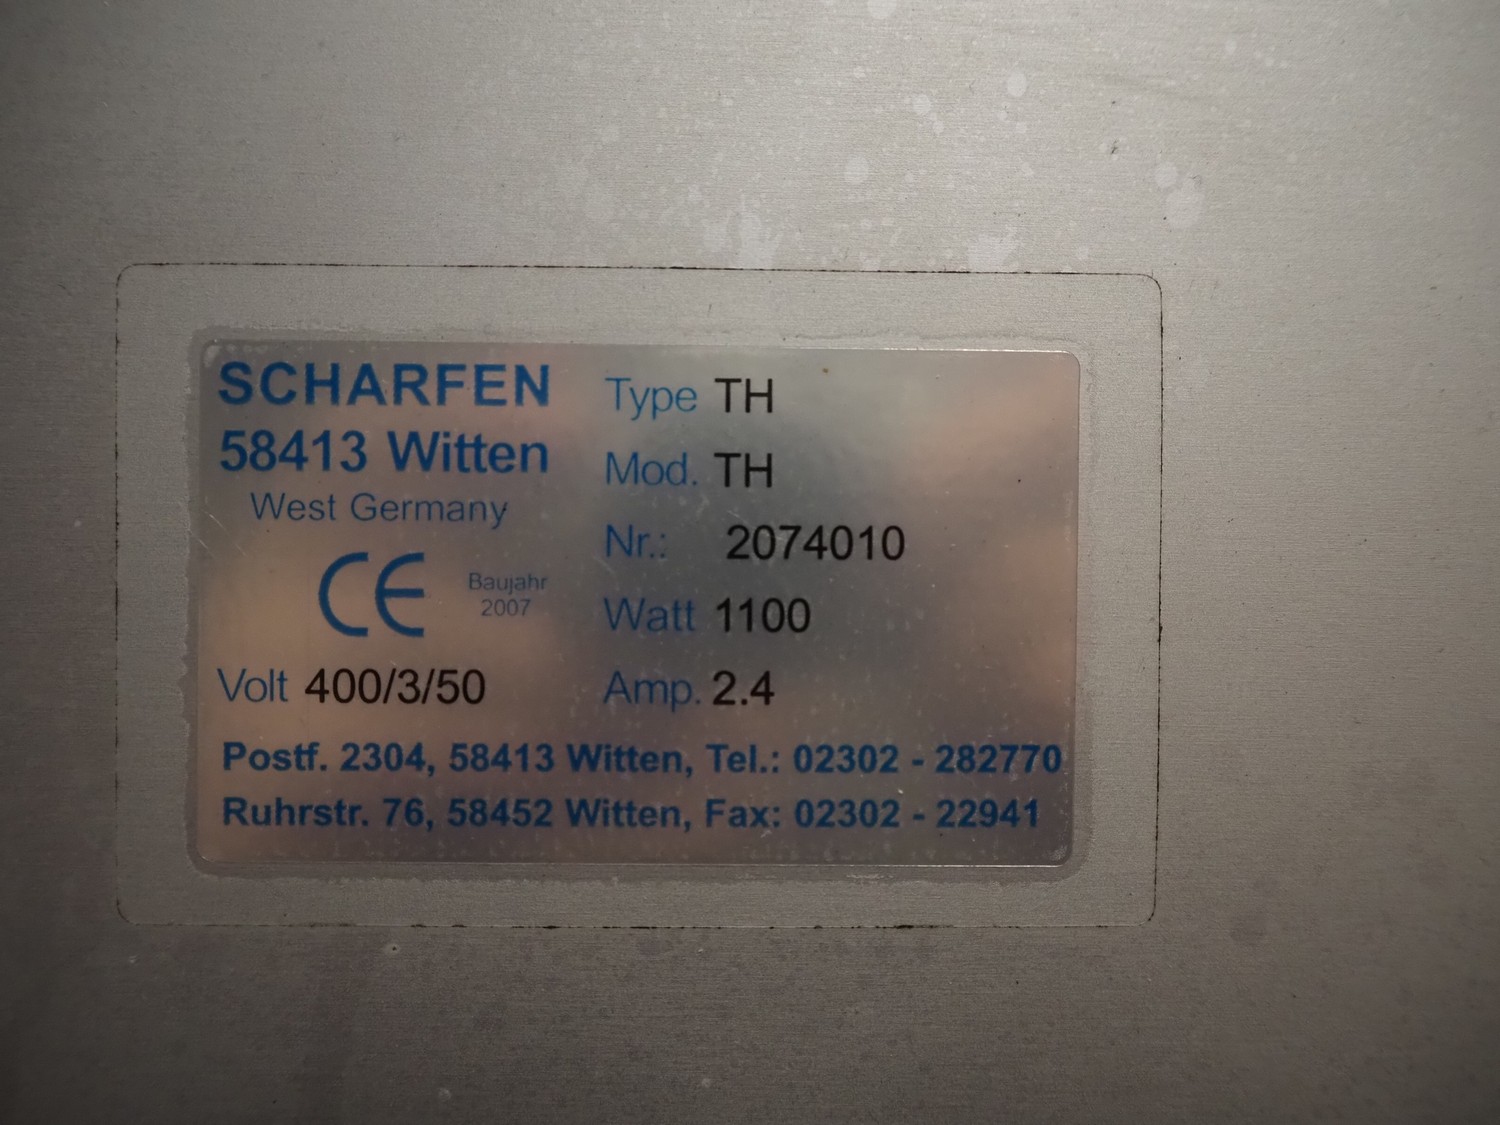 SCHARFEN
58413 Witten
West Germany
CE
Baujahr
2007
Volt 400/3/50
Type TH
Mod. TH
Nr.: 2074010
Watt 1100
Amp. 2.4
Postf. 2304, 58413 Witten, Tel.: 02302 - 282770
Ruhrstr. 76, 58452 Witten, Fax: 02302 - 22941